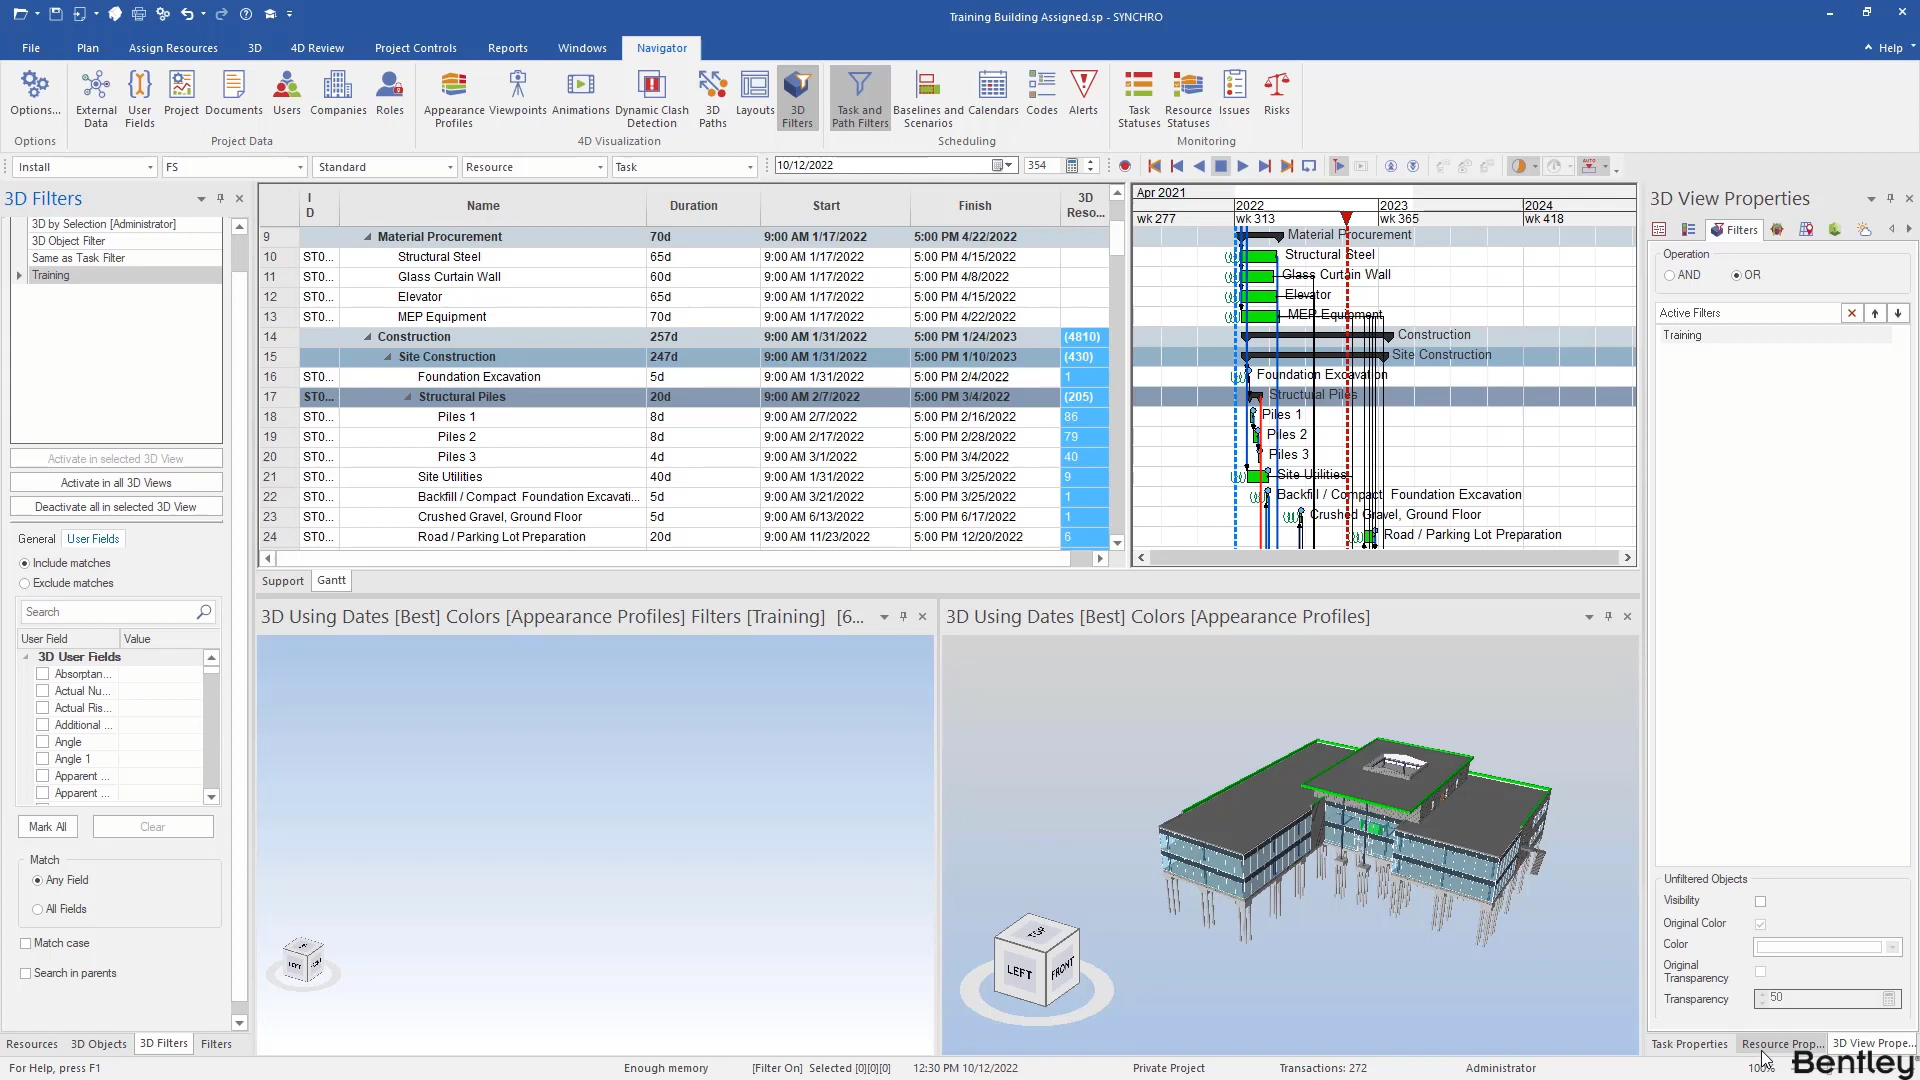 Training Building Assigned.sp - SYNCHRO
File Plan Assign Resources 3D 4D Review Project Controls Reports Windows Navigator Help
Options... External Data User Fields Project Documents Users Companies Roles Appearance Profiles Viewpoints Animations Dynamic Clash Detection 3D Paths Layouts 3D Filters Task and Path Filters Baselines and Scenarios Calendars Codes Alerts Task Statuses Resource Statuses Issues Risks
Options Project Data 4D Visualization Scheduling Monitoring
Install FS Standard Resource Task 10/12/2022 354 AUTO
3D Filters
3D by Selection [Administrator]
3D Object Filter
Same as Task Filter
Training
Activate in selected 3D View
Activate in all 3D Views
Deactivate all in selected 3D View
General User Fields
Include matches
Exclude matches
Search
User Field Value
3D User Fields
Absorptan...
Actual Nu...
Actual Ris...
Additional ...
Angle
Angle 1
Apparent ...
Apparent ...
Mark All Clear
Match
Any Field
All Fields
Match case
Search in parents
Resources 3D Objects 3D Filters Filters
ID Name Duration Start Finish 3D Reso...
9 Material Procurement 70d 9:00 AM 1/17/2022 5:00 PM 4/22/2022
10 ST0... Structural Steel 65d 9:00 AM 1/17/2022 5:00 PM 4/15/2022
11 ST0... Glass Curtain Wall 60d 9:00 AM 1/17/2022 5:00 PM 4/8/2022
12 ST0... Elevator 65d 9:00 AM 1/17/2022 5:00 PM 4/15/2022
13 ST0... MEP Equipment 70d 9:00 AM 1/17/2022 5:00 PM 4/22/2022
14 Construction 257d 9:00 AM 1/31/2022 5:00 PM 1/24/2023 (4810)
15 Site Construction 247d 9:00 AM 1/31/2022 5:00 PM 1/10/2023 (430)
16 ST0... Foundation Excavation 5d 9:00 AM 1/31/2022 5:00 PM 2/4/2022 1
17 ST0... Structural Piles 20d 9:00 AM 2/7/2022 5:00 PM 3/4/2022 (205)
18 ST0... Piles 1 8d 9:00 AM 2/7/2022 5:00 PM 2/16/2022 86
19 ST0... Piles 2 8d 9:00 AM 2/17/2022 5:00 PM 2/28/2022 79
20 ST0... Piles 3 4d 9:00 AM 3/1/2022 5:00 PM 3/4/2022 40
21 ST0... Site Utilities 40d 9:00 AM 1/31/2022 5:00 PM 3/25/2022 9
22 ST0... Backfill / Compact Foundation Excavati... 5d 9:00 AM 3/21/2022 5:00 PM 3/25/2022 1
23 ST0... Crushed Gravel, Ground Floor 5d 9:00 AM 6/13/2022 5:00 PM 6/17/2022 1
24 ST0... Road / Parking Lot Preparation 20d 9:00 AM 11/23/2022 5:00 PM 12/20/2022 6
Support Gantt
Apr 2021
2022 2023 2024
wk 277 wk 313 wk 365 wk 418
Material Procurement
Structural Steel
Glass Curtain Wall
Elevator
MEP Equipment
Construction
Site Construction
Foundation Excavation
Structural Piles
Piles 1
Piles 2
Piles 3
Site Utilities
Backfill / Compact Foundation Excavation
Crushed Gravel, Ground Floor
Road / Parking Lot Preparation
3D Using Dates [Best] Colors [Appearance Profiles] Filters [Training] [6...
LEFT
3D Using Dates [Best] Colors [Appearance Profiles]
TOP
LEFT FRONT
3D View Properties
Filters
Operation
AND OR
Active Filters
Training
Unfiltered Objects
Visibility
Original Color
Color
Original Transparency
Transparency 50
Task Properties Resource Prop... 3D View Prope...
For Help, press F1 Enough memory [Filter On] Selected [0][0][0] 12:30 PM 10/12/2022 Private Project Transactions: 272 Administrator 100%
Bentley